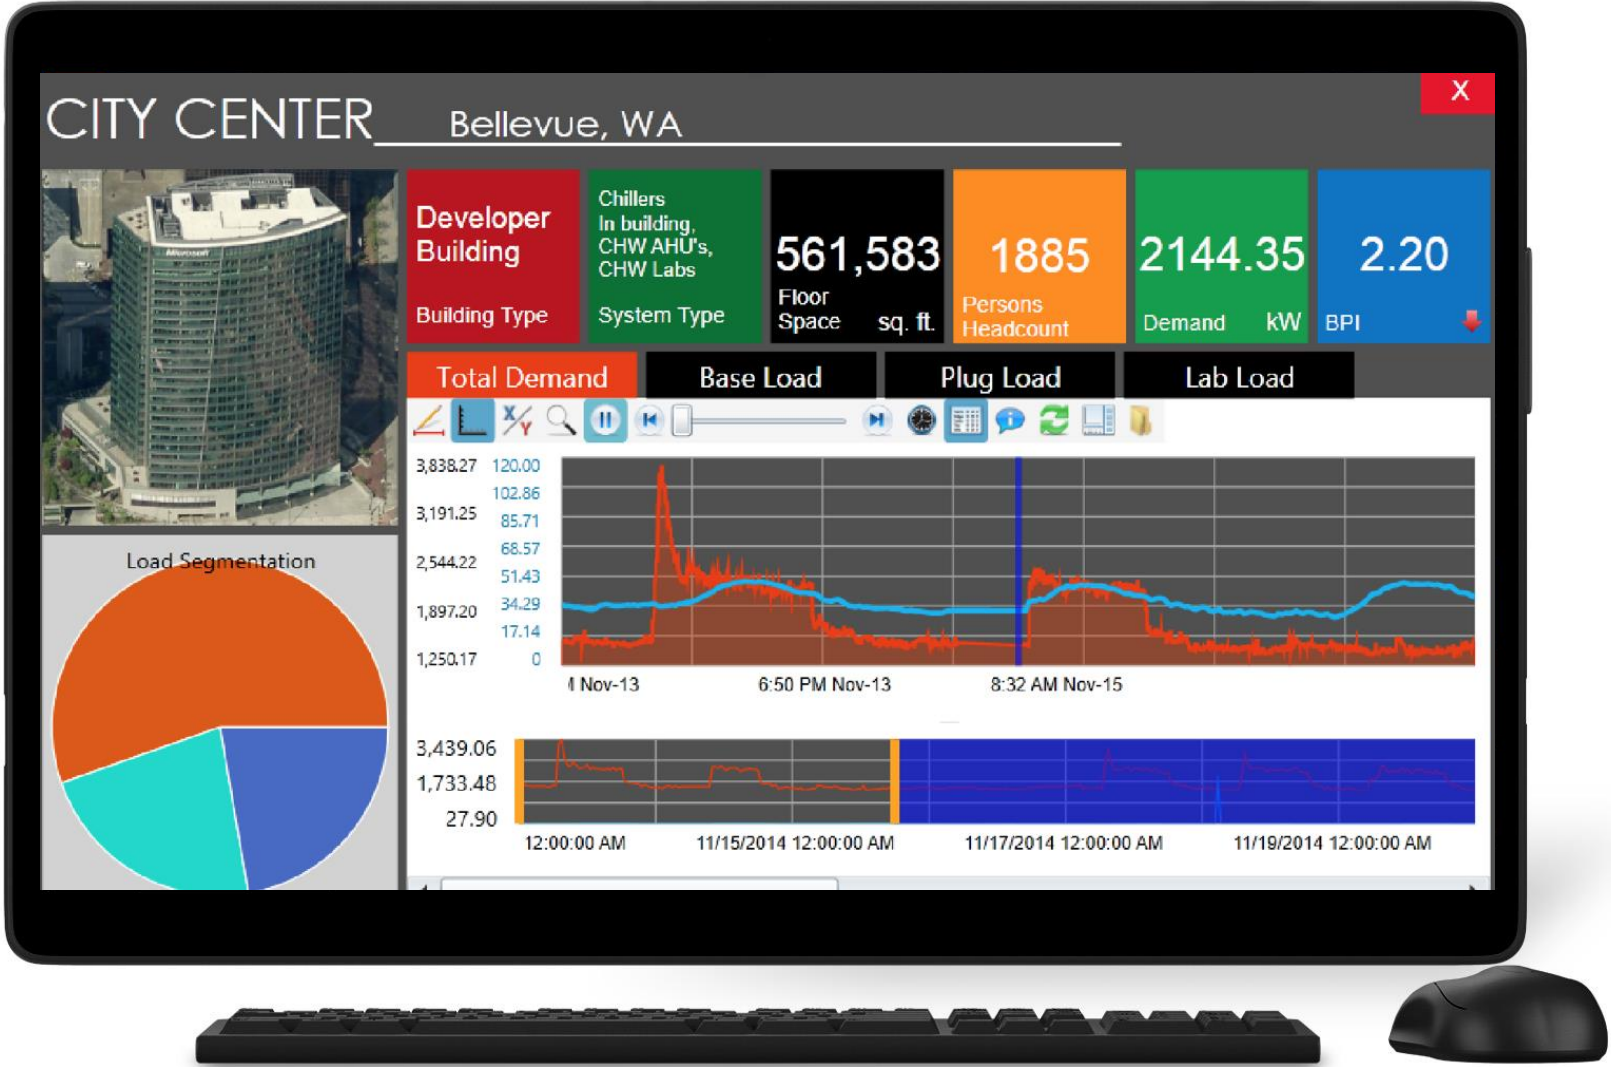 CITY CENTER
Bellevue, WA
X
Microsoft
Developer
Building
Building Type
Chillers
In building,
CHW AHU's,
CHW Labs
System Type
561,583
Floor
Space sq. ft.
1885
Persons
Headcount
2144.35
Demand kW
2.20
BPI
Total Demand
Base Load
Plug Load
Lab Load
X/Y
Load Segmentation
3,838.27
3,191.25
2,544.22
1,897.20
1,250.17
120.00
102.86
85.71
68.57
51.43
34.29
17.14
0
Nov-13
6:50 PM Nov-13
8:32 AM Nov-15
3,439.06
1,733.48
27.90
12:00:00 AM
11/15/2014 12:00:00 AM
11/17/2014 12:00:00 AM
11/19/2014 12:00:00 AM